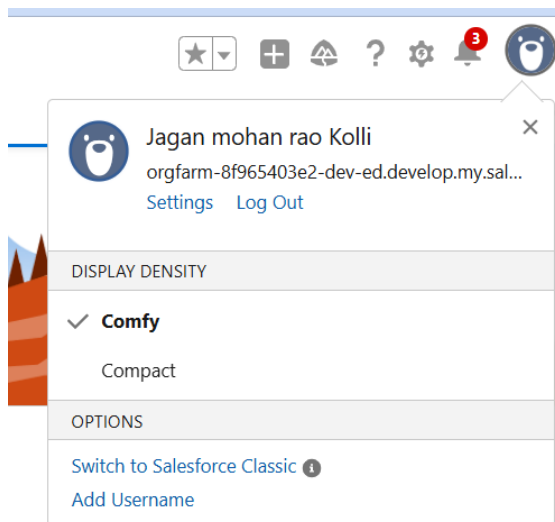 3
Jagan mohan rao Kolli
orgfarm-8f965403e2-dev-ed.develop.my.sal...
Settings Log Out
DISPLAY DENSITY
Comfy
Compact
OPTIONS
Switch to Salesforce Classic
Add Username